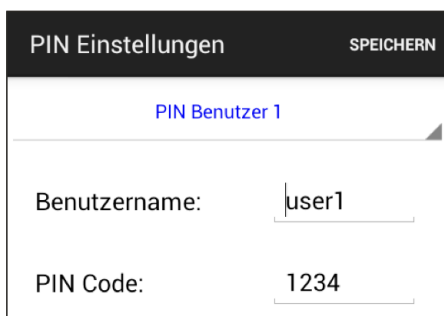 PIN Einstellungen SPEICHERN
PIN Benutzer 1
Benutzername: user1
PIN Code: 1234